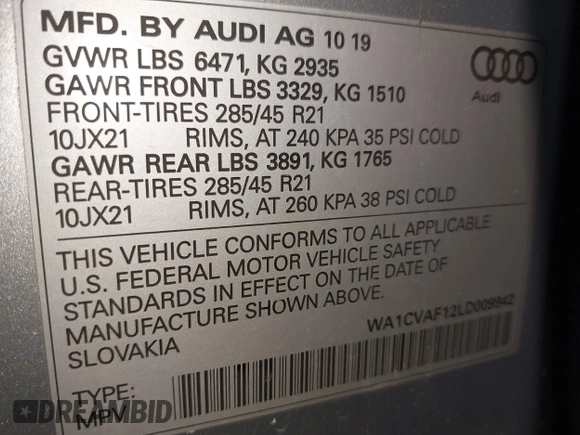 MFD. BY AUDI AG 10 19
GVWR LBS 6471, KG 2935
GAWR FRONT LBS 3329, KG 1510
FRONT-TIRES 285/45 R21
10JX21 RIMS, AT 240 KPA 35 PSI COLD
GAWR REAR LBS 3891, KG 1765
REAR-TIRES 285/45 R21
10JX21 RIMS, AT 260 KPA 38 PSI COLD
Audi
THIS VEHICLE CONFORMS TO ALL APPLICABLE
U.S. FEDERAL MOTOR VEHICLE SAFETY
STANDARDS IN EFFECT ON THE DATE OF
MANUFACTURE SHOWN ABOVE.
SLOVAKIA
WA1CVAF12LD009942
TYPE:
MPV
DREAMBID